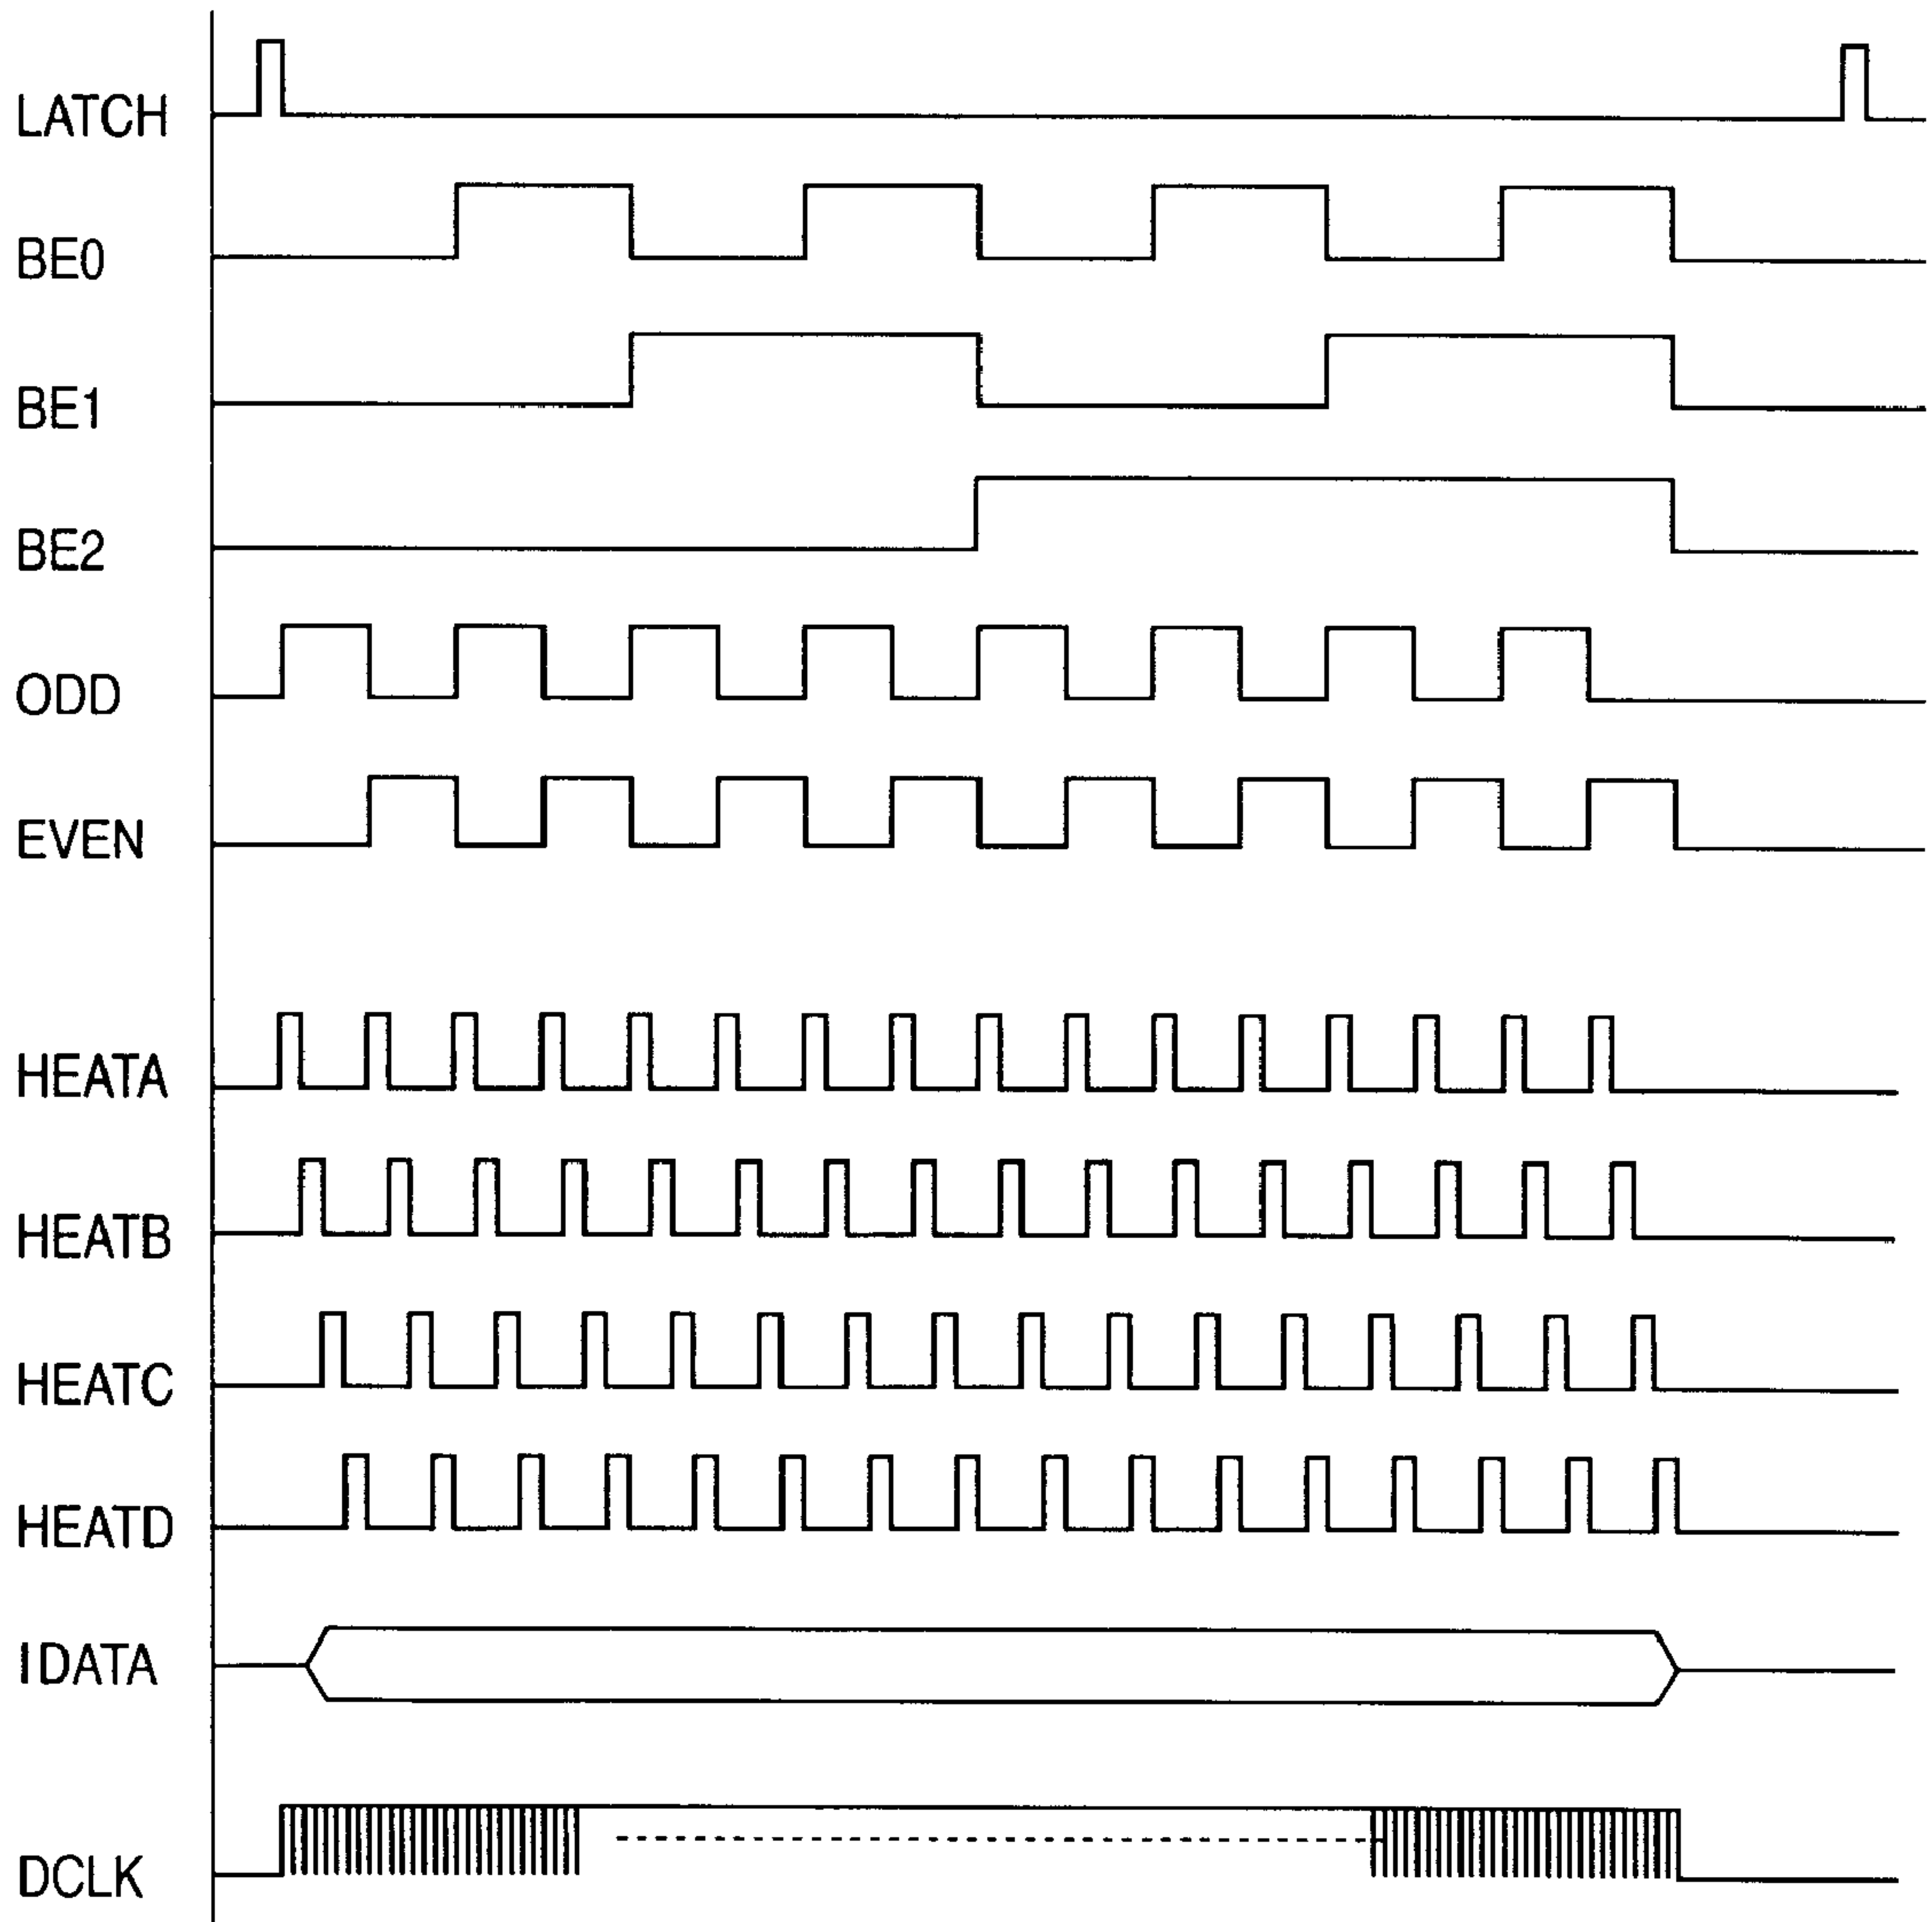 LATCH
BE0
BE1
BE2
ODD
EVEN
HEATA
HEATB
HEATC
HEATD
IDATA
DCLK